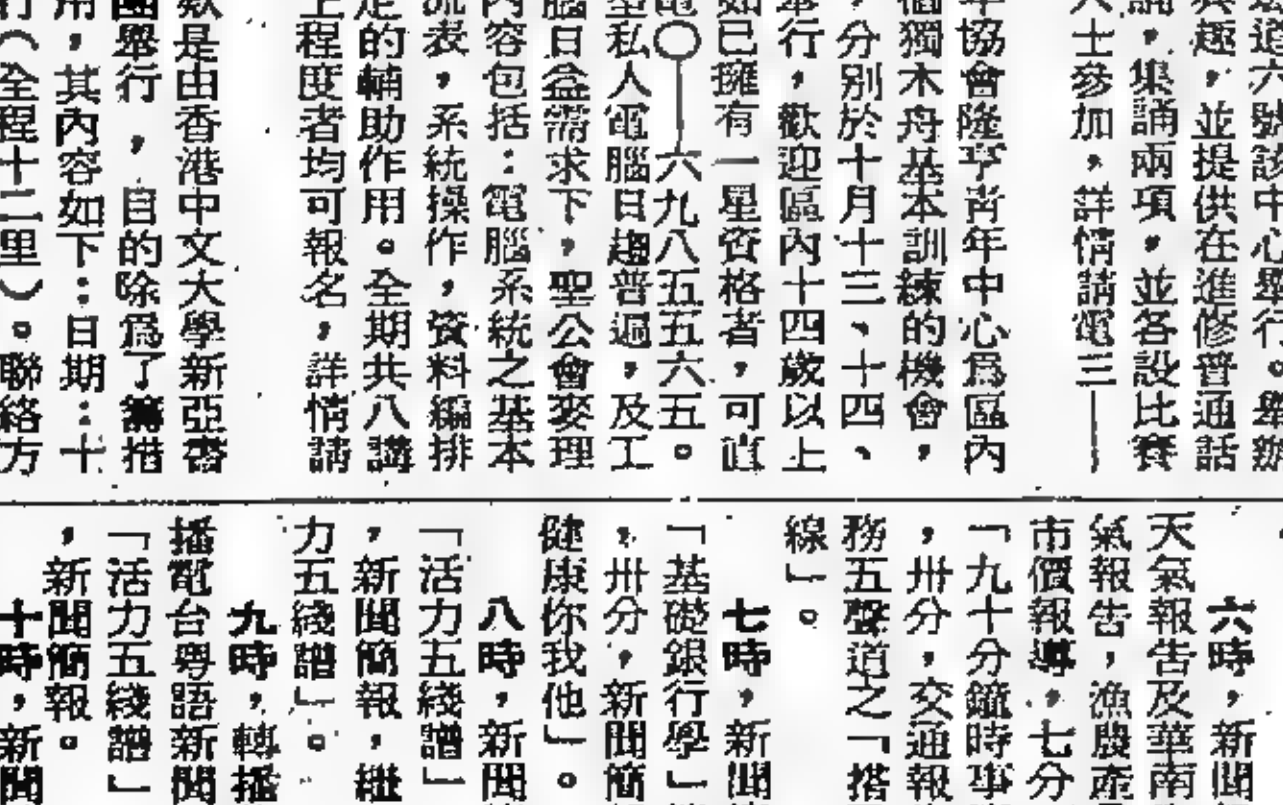 道六號該中心舉行。舉辦
興趣，並提供在進修普通話
誦，集誦兩項，並各設比賽
人士參加，詳情請電三——
年協會隆亨青年中心爲區內
個獨木舟基本訓練的機會，
，分別於十月十三、十四、
舉行，歡迎區內十四歲以上
如已擁有一星資格者，可直
電〇——六九八五五六五。
型私人電腦日趨普遍，及工
腦日益需求下，聖公會麥理
內容包括：電腦系統之基本
流表，系統操作，資料編排
定的輔助作用。全期共八講
上程度者均可報名，詳情請
款是由香港中文大學新亞書
團舉行，目的除爲了籌措
用，其內容如下：日期：十
行（全程十二里）。聯絡方
六時，新聞
天氣報告及華南
氣報告，漁農產
市價報導，七分
「九十分鐘時事
，卅分，交通報
務五聲道之「搭
線」。
七時，新聞
「基礎銀行學」
，卅分，新聞簡
健康你我他」。
八時，新聞
「活力五綫譜」
，新聞簡報，繼
力五綫譜」。
九時，轉播
播電台粵語新聞
「活力五綫譜」
，新聞簡報。
十時，新聞